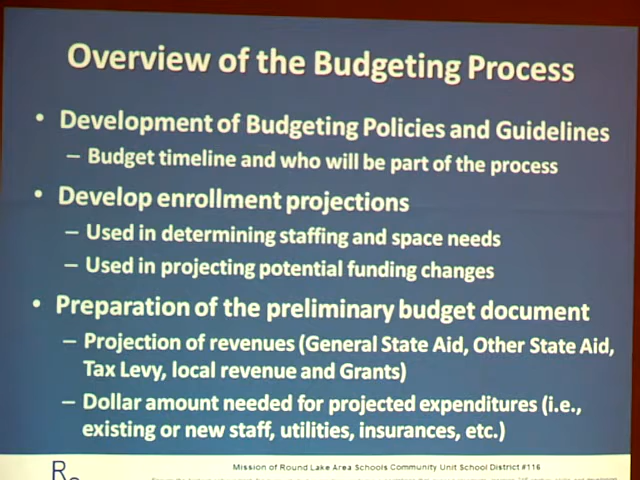 Overview of the Budgeting Process
• Development of Budgeting Policies and Guidelines
– Budget timeline and who will be part of the process
• Develop enrollment projections
– Used in determining staffing and space needs
– Used in projecting potential funding changes
• Preparation of the preliminary budget document
– Projection of revenues (General State Aid, Other State Aid,
Tax Levy, local revenue and Grants)
– Dollar amount needed for projected expenditures (i.e.,
existing or new staff, utilities, insurances, etc.)
Mission of Round Lake Area Schools Community Unit School District #116
R